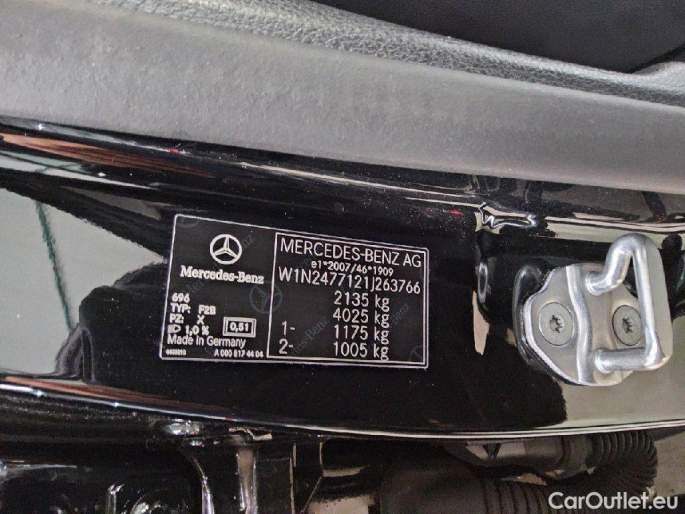 Mercedes-Benz
696
TYP: F2B
PZ: X
1,0% 0,51
Made in Germany
A 000 817 44 04
MERCEDES-BENZ AG
e1*2007/46*1909
W1N2477121J263766
2135 kg
4025 kg
1- 1175 kg
2- 1005 kg
CarOutlet.eu